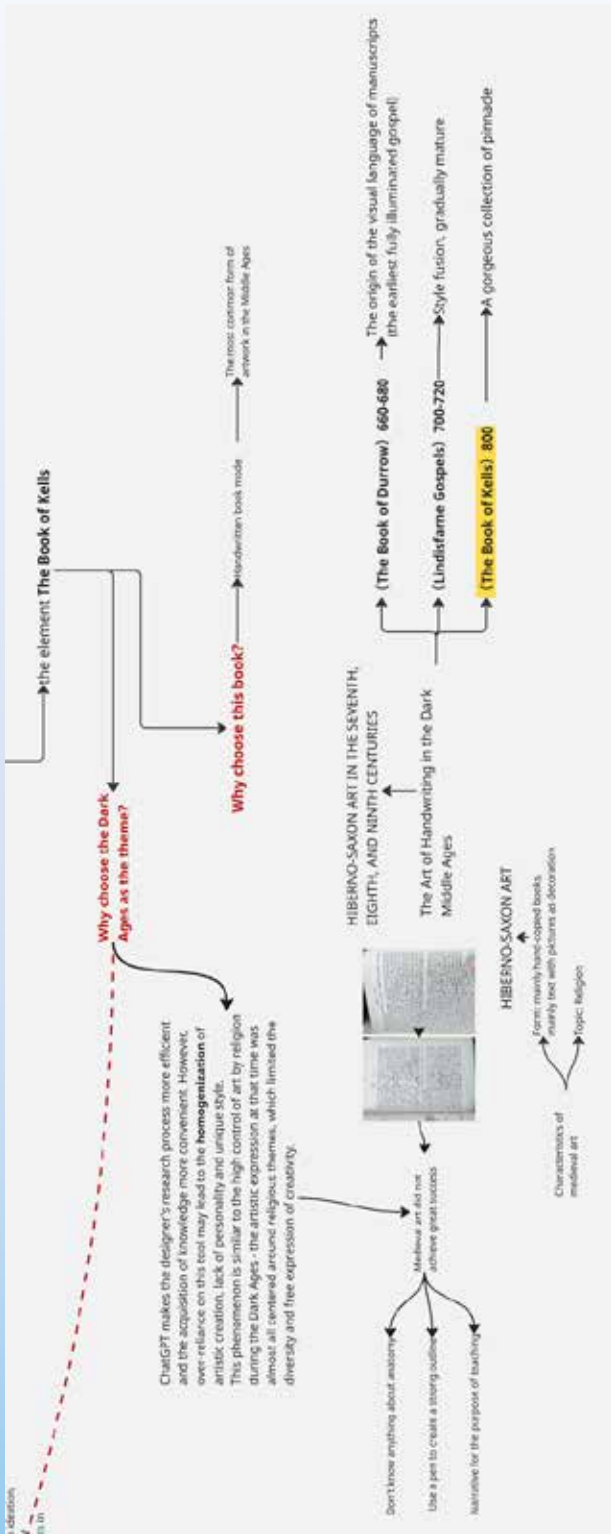 the element The Book of Kells
Why choose the Dark
Ages as the theme?
Why choose this book?
Handwritten book mode
The most common form of
artwork in the Middle Ages
ChatGPT makes the designer's research process more efficient
and the acquisition of knowledge more convenient. However,
over-reliance on this tool may lead to the homogenization of
artistic creation, lack of personality and unique style.
This phenomenon is similar to the high control of art by religion
during the Dark Ages - the artistic expression at that time was
almost all centered around religious themes, which limited the
diversity and free expression of creativity.
HIBERNO-SAXON ART IN THE SEVENTH,
EIGHTH, AND NINTH CENTURIES
The Art of Handwriting in the Dark
Middle Ages
(The Book of Durrow) 660-680
The origin of the visual language of manuscripts
(the earliest fully illuminated gospel)
(Lindisfarne Gospels) 700-720
Style fusion, gradually mature
(The Book of Kells) 800
A gorgeous collection of pinnade
Medieval art did not
achieve great success
Don't know anything about anatomy
Use a pen to create a strong outline
Narrative for the purpose of teaching
HIBERNO-SAXON ART
Form: mainly hand-copied books,
mainly text with pictures as decoration
Topic: Religion
Characteristics of
medieval art